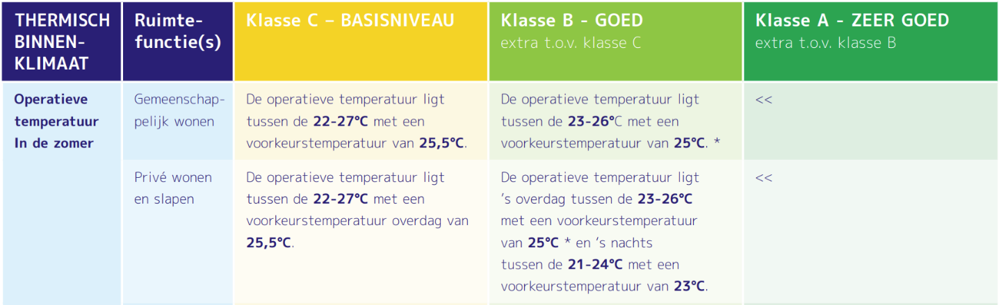 THERMISCH
BINNEN-
KLIMAAT
Ruimte-
functie(s)
Klasse C – BASISNIVEAU
Klasse B - GOED
extra t.o.v. klasse C
Klasse A - ZEER GOED
extra t.o.v. klasse B
Operatieve
temperatuur
In de zomer
Gemeenschap-
pelijk wonen
De operatieve temperatuur ligt
tussen de 22-27°C met een
voorkeurstemperatuur van 25,5°C.
De operatieve temperatuur ligt
tussen de 23-26°C met een
voorkeurstemperatuur van 25°C. *
<<
Privé wonen
en slapen
De operatieve temperatuur ligt
tussen de 22-27°C met een
voorkeurstemperatuur overdag van
25,5°C.
De operatieve temperatuur ligt
’s overdag tussen de 23-26°C
met een voorkeurstemperatuur
van 25°C * en ’s nachts
tussen de 21-24°C met een
voorkeurstemperatuur van 23°C.
<<